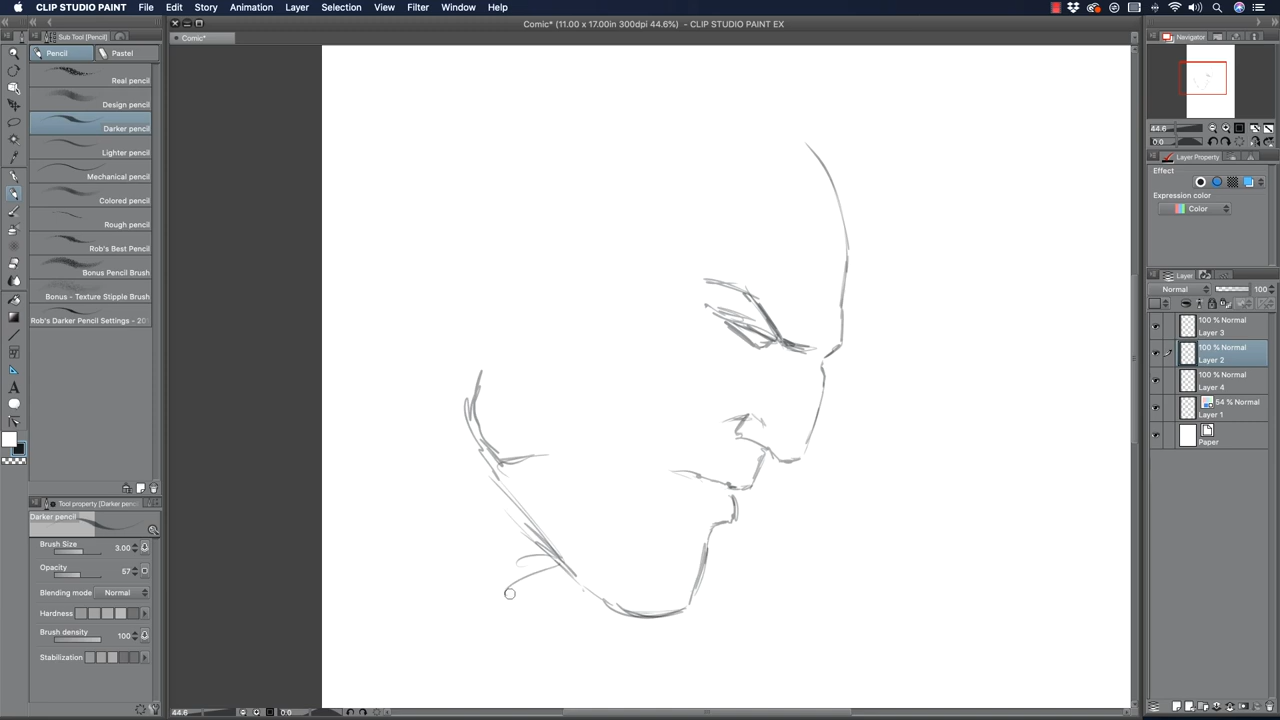 CLIP STUDIO PAINT File Edit Story Animation Layer Selection View Filter Window Help
Comic* (11.00 x 17.00in 300dpi 44.6%) - CLIP STUDIO PAINT EX
Comic*
Sub Tool [Pencil]
Pencil
Pastel
Real pencil
Design pencil
Darker pencil
Lighter pencil
Mechanical pencil
Colored pencil
Rough pencil
Rob's Best Pencil
Bonus Pencil Brush
Bonus - Texture Stipple Brush
Rob's Darker Pencil Settings - 20
Tool property [Darker penc
Darker pencil
Brush Size 3.00
Opacity 57
Blending mode Normal
Hardness
Brush density 100
Stabilization
44.6 0.0
Navigator
44.6
0.0
Layer Property
Effect
Expression color
Color
Layer
Normal 100
100 % Normal
Layer 3
100 % Normal
Layer 2
100 % Normal
Layer 4
54 % Normal
Layer 1
Paper